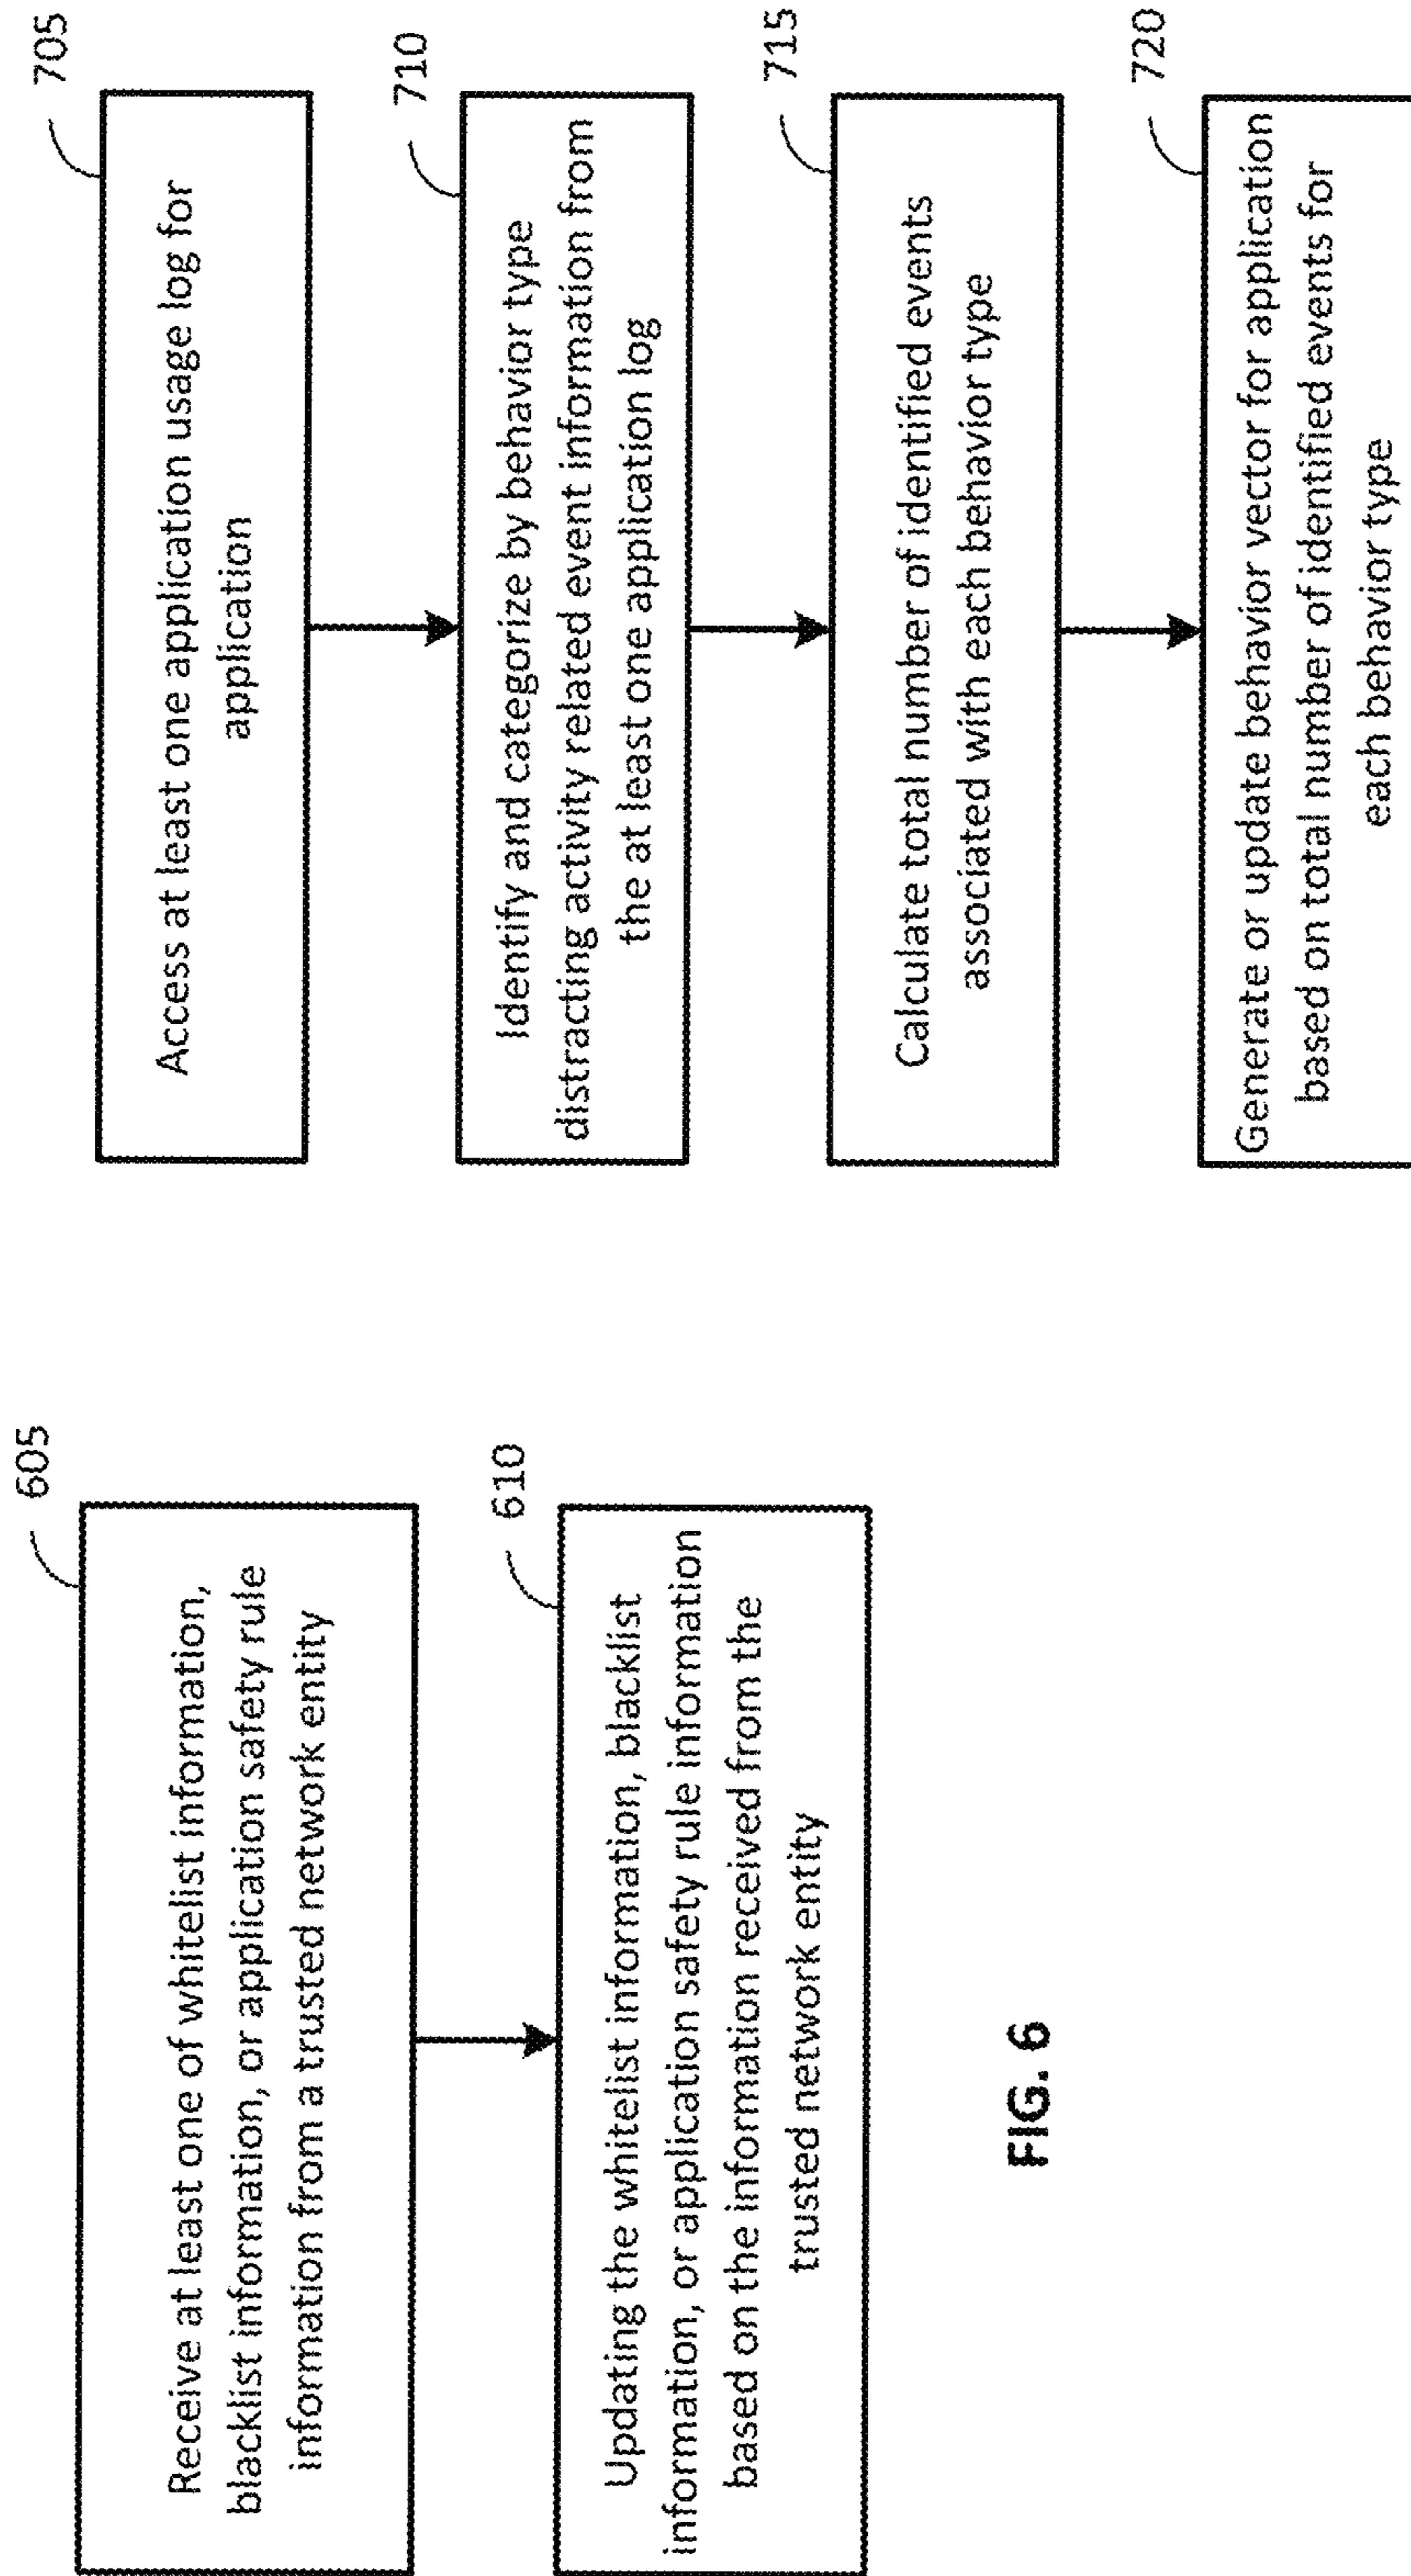 605
Receive at least one of whitelist information,
blacklist information, or application safety rule
information from a trusted network entity
610
Updating the whitelist information, blacklist
information, or application safety rule information
based on the information received from the
trusted network entity
FIG. 6
705
Access at least one application usage log for
application
710
Identify and categorize by behavior type
distracting activity related event information from
the at least one application log
715
Calculate total number of identified events
associated with each behavior type
720
Generate or update behavior vector for application
based on total number of identified events for
each behavior type